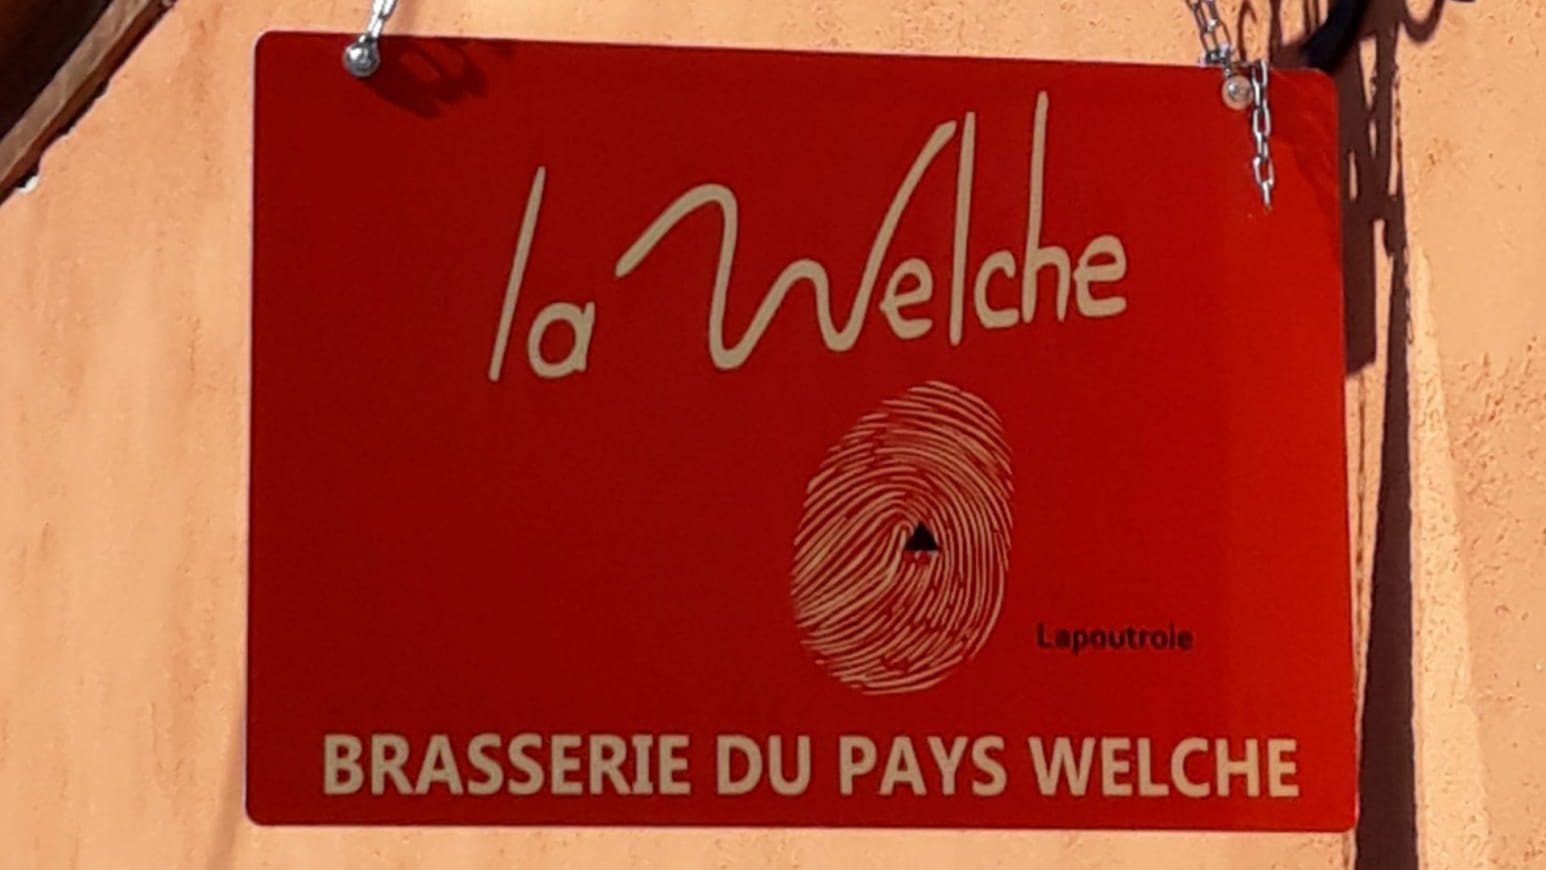 la Welche
Lapoutroie
BRASSERIE DU PAYS WELCHE